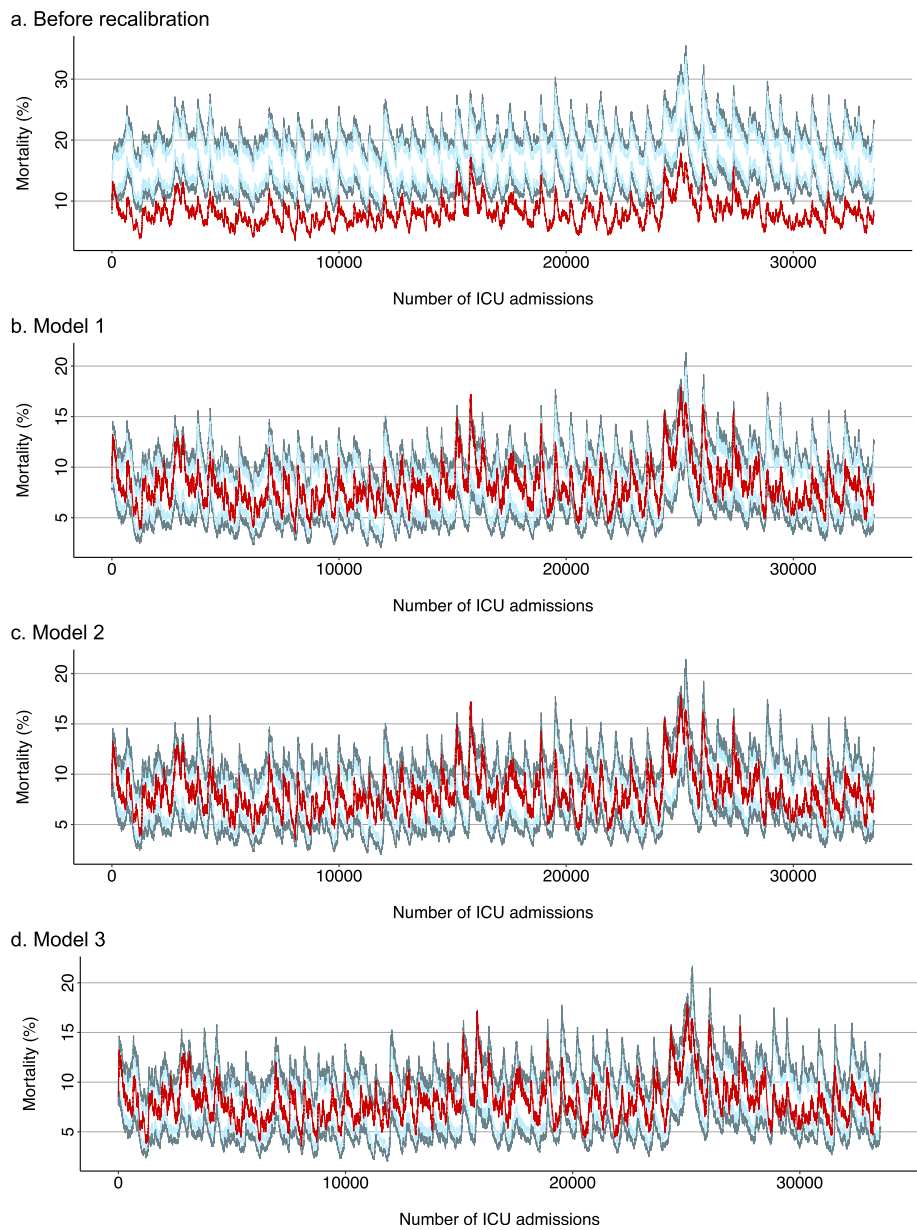 a. Before recalibration
30
20
10
Mortality (%)
0 10000 20000 30000
Number of ICU admissions
b. Model 1
20
15
10
5
Mortality (%)
0 10000 20000 30000
Number of ICU admissions
c. Model 2
20
15
10
5
Mortality (%)
0 10000 20000 30000
Number of ICU admissions
d. Model 3
20
15
10
5
Mortality (%)
0 10000 20000 30000
Number of ICU admissions